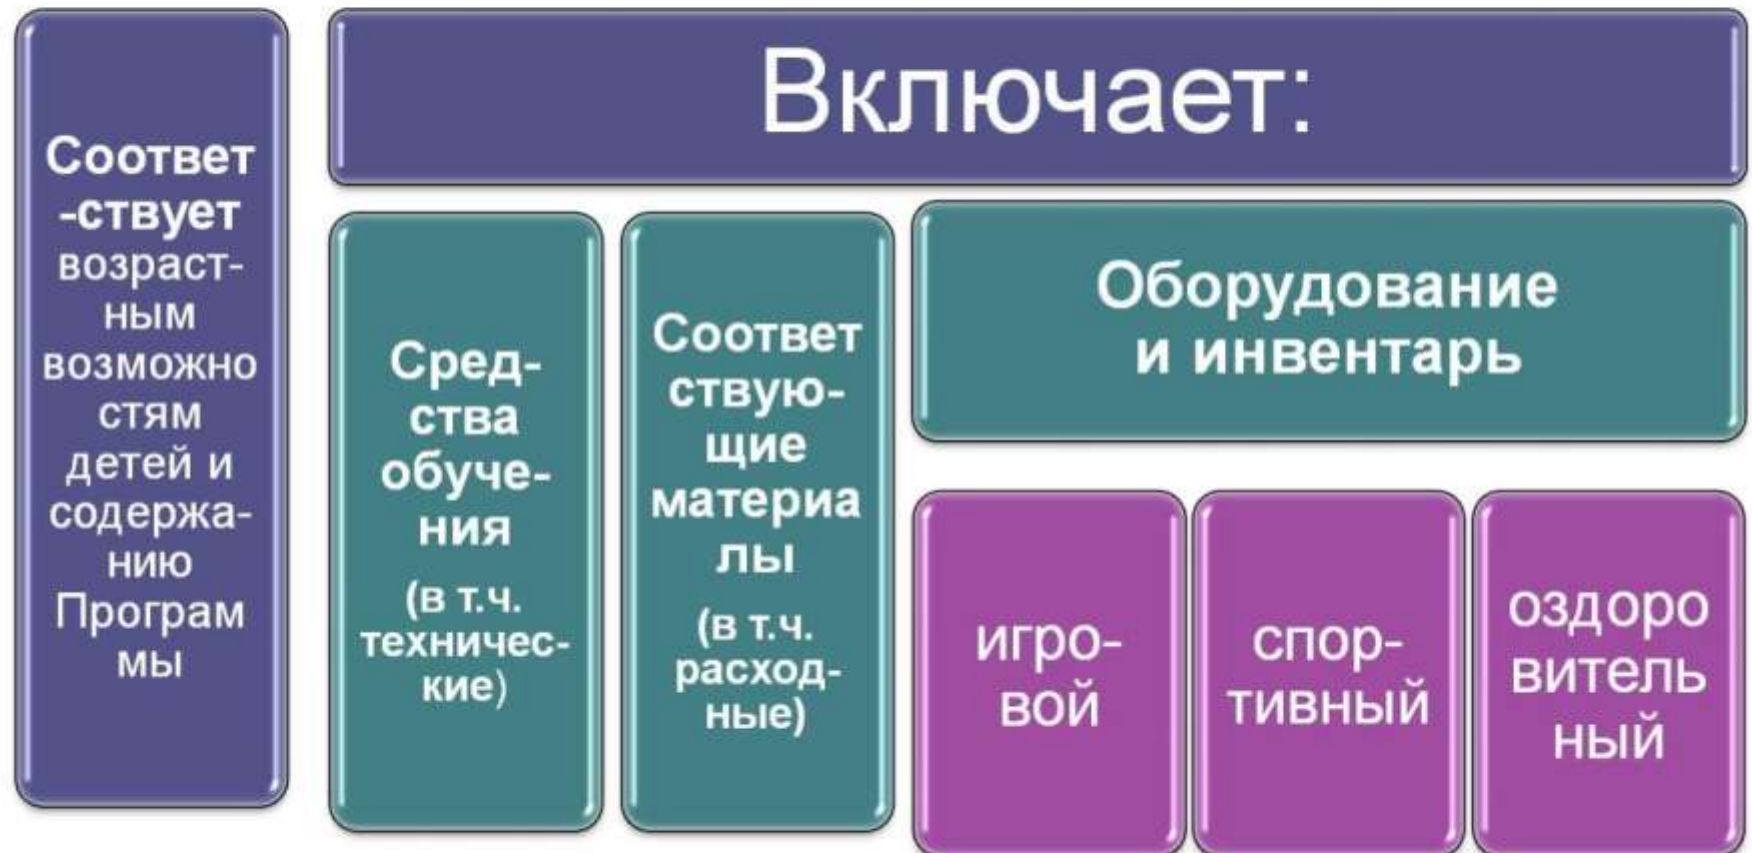 Соответ
-ствует
возраст-
ным
возможно
стям
детей и
содержа-
нию
Програм
мы
Включает:
Сред-
ства
обуче-
ния
(в т.ч.
техничес-
кие)
Соответ
ствую-
щие
материа
лы
(в т.ч.
расход-
ные)
Оборудование
и инвентарь
игро-
вой
спор-
тивный
оздоро
витель
ный